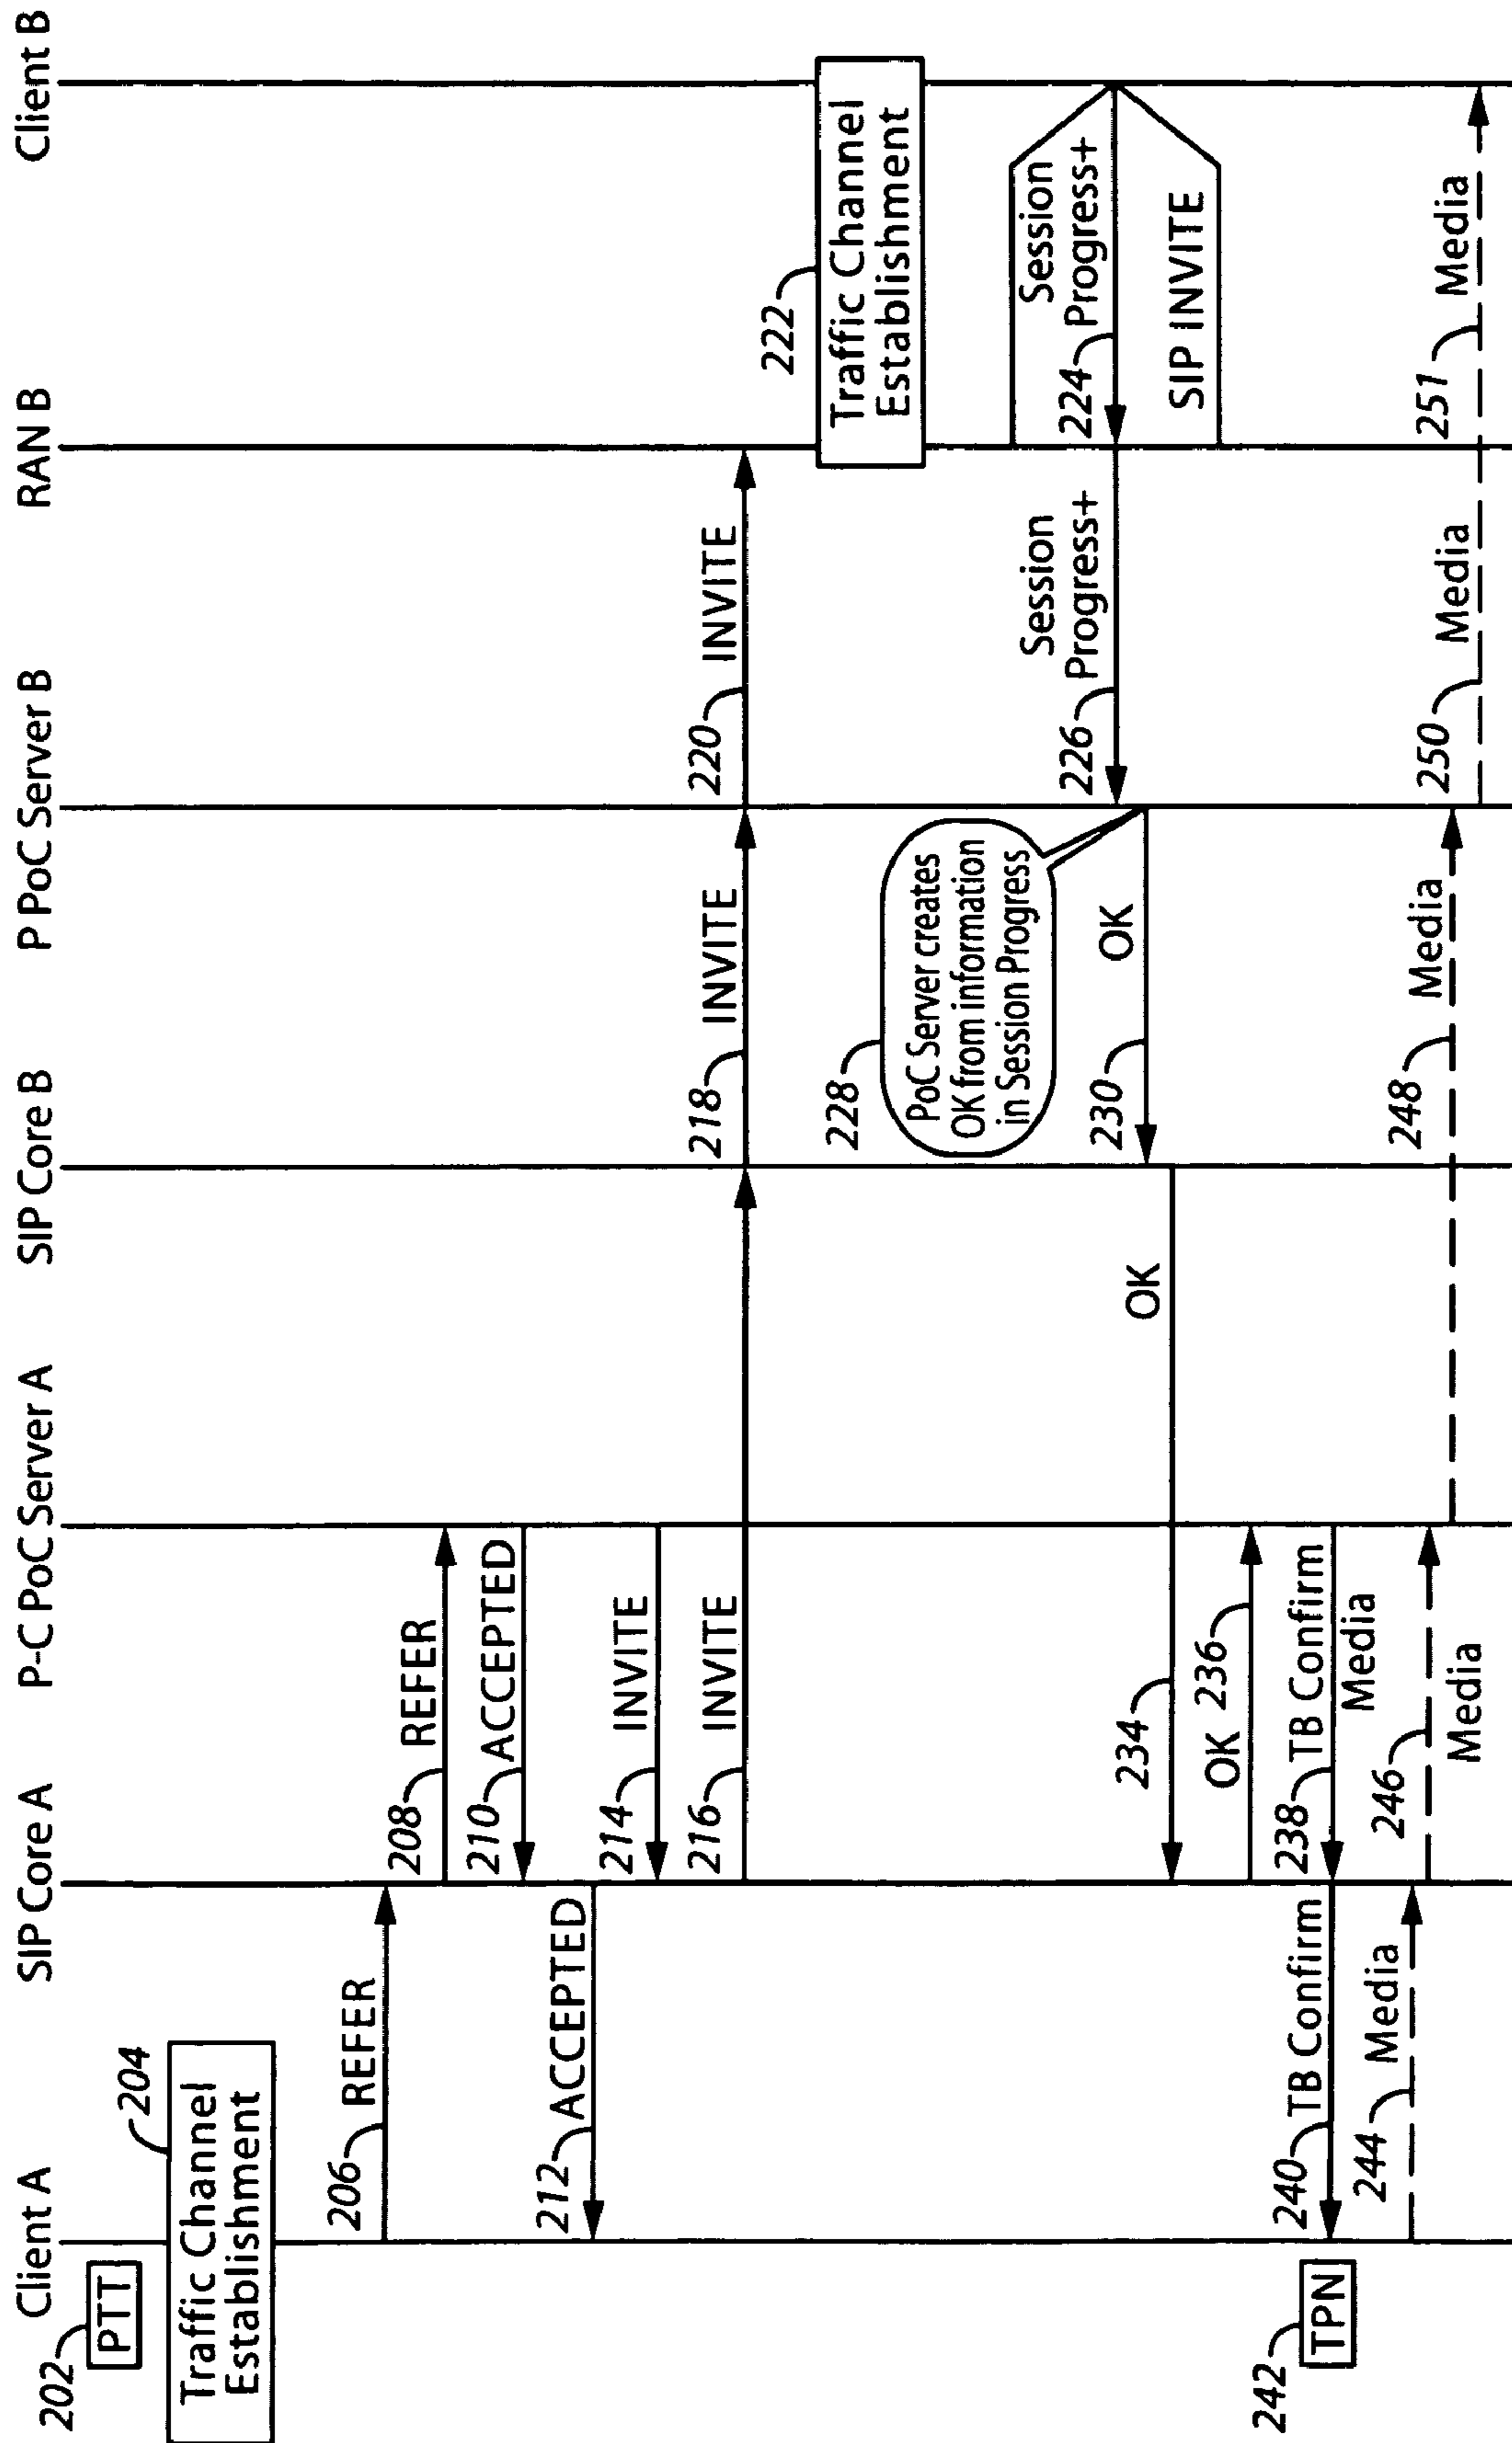 Client A
SIP Core A
P-C PoC Server A
SIP Core B
P PoC Server B
RAN B
Client B
202
PTT
204
Traffic Channel
Establishment
206
REFER
208
REFER
210
ACCEPTED
212
ACCEPTED
214
INVITE
216
INVITE
218
INVITE
220
INVITE
222
Traffic Channel
Establishment
Session
224
Progress+
SIP INVITE
Session
Progress+
226
228
PoC Server creates
OK from information
in Session Progress
230
OK
OK
234
OK
236
238
TB Confirm
240
TB Confirm
242
TPN
Media
244
Media
246
Media
248
Media
250
Media
251
Media